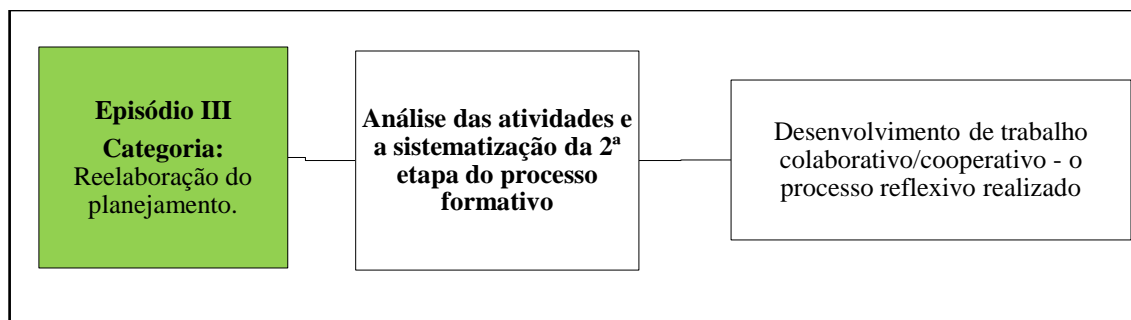 Episódio III
Categoria:
Reelaboração do
planejamento.
Análise das atividades e
a sistematização da 2ª
etapa do processo
formativo
Desenvolvimento de trabalho
colaborativo/cooperativo - o
processo reflexivo realizado